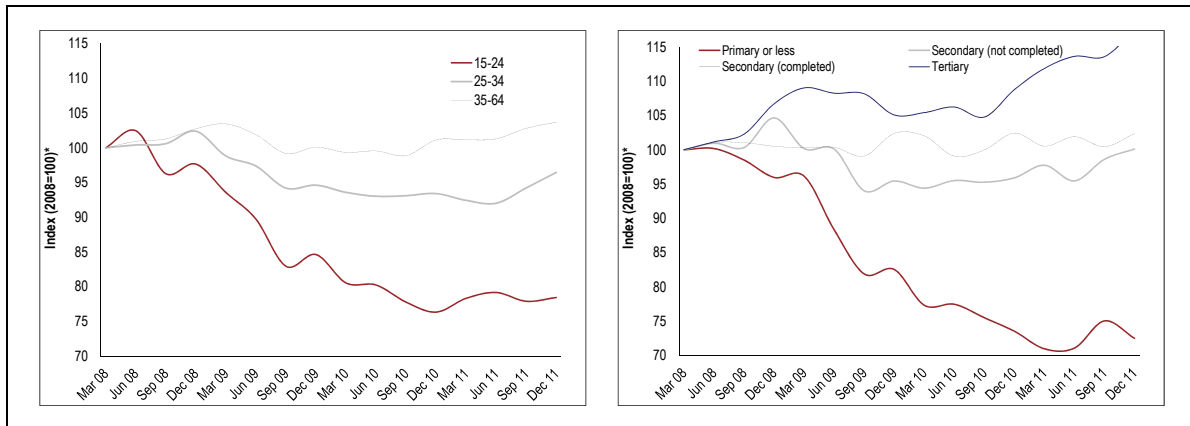 115
110
105
100
95
90
85
80
75
70
Index (2008=100)*
15-24
25-34
35-64
Mar 08
Jun 08
Sep 08
Dec 08
Mar 09
Jun 09
Sep 09
Dec 09
Mar 10
Jun 10
Sep 10
Dec 10
Mar 11
Jun 11
Sep 11
Dec 11
115
110
105
100
95
90
85
80
75
70
Index (2008=100)*
Primary or less
Secondary (not completed)
Secondary (completed)
Tertiary
Mar 08
Jun 08
Sep 08
Dec 08
Mar 09
Jun 09
Sep 09
Dec 09
Mar 10
Jun 10
Sep 10
Dec 10
Mar 11
Jun 11
Sep 11
Dec 11